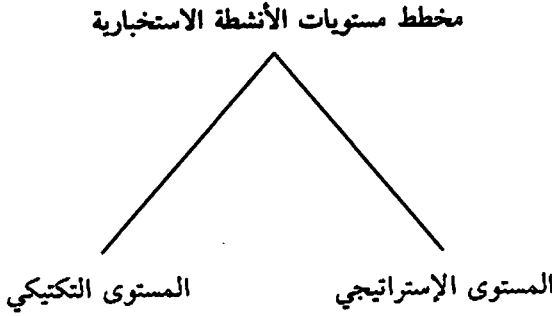 مخطط مستويات الأنشطة الاستخبارية
المستوى الإستراتيجي
المستوى التكتيكي